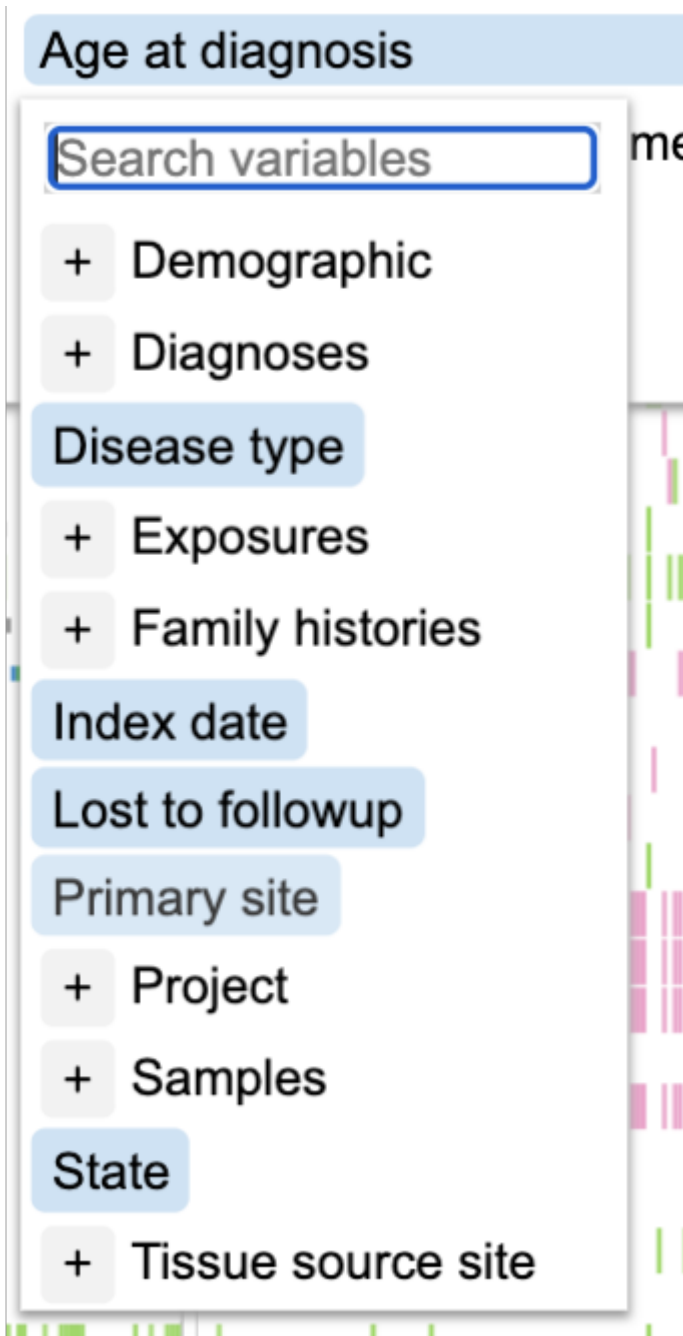 Age at diagnosis
Search variables
+ Demographic
+ Diagnoses
Disease type
+ Exposures
+ Family histories
Index date
Lost to followup
Primary site
+ Project
+ Samples
State
+ Tissue source site